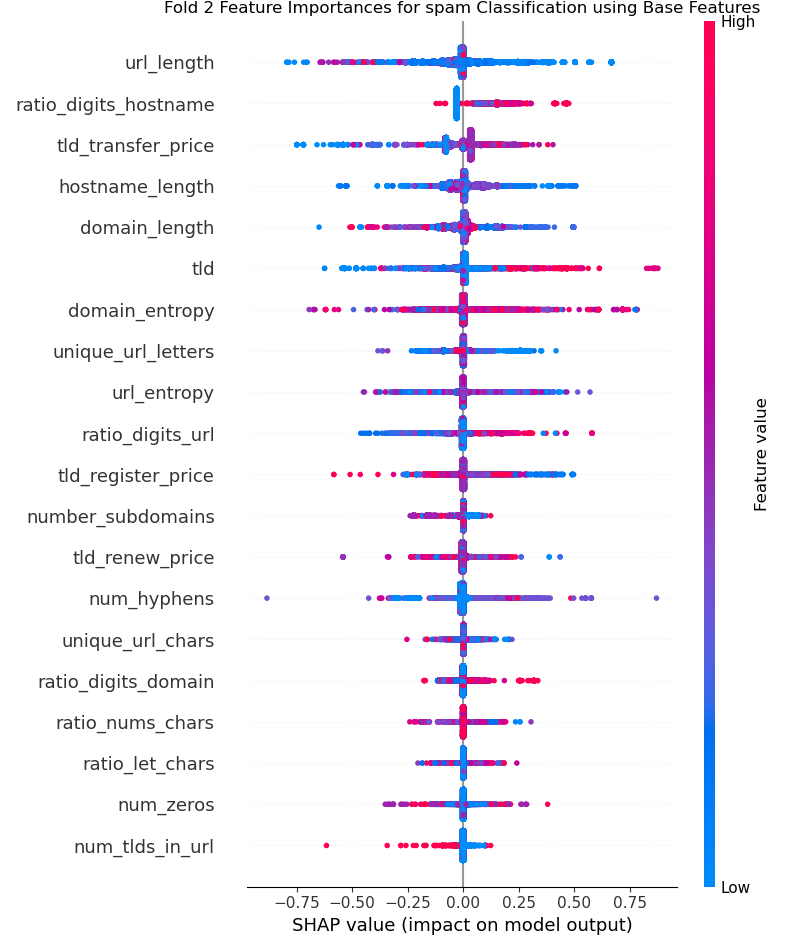 Fold 2 Feature Importances for spam Classification using Base Features
High
url_length
ratio_digits_hostname
tld_transfer_price
hostname_length
domain_length
tld
domain_entropy
unique_url_letters
url_entropy
ratio_digits_url
tld_register_price
number_subdomains
tld_renew_price
num_hyphens
unique_url_chars
ratio_digits_domain
ratio_nums_chars
ratio_let_chars
num_zeros
num_tlds_in_url
Feature value
Low
−0.75 −0.50 −0.25 0.00 0.25 0.50 0.75
SHAP value (impact on model output)